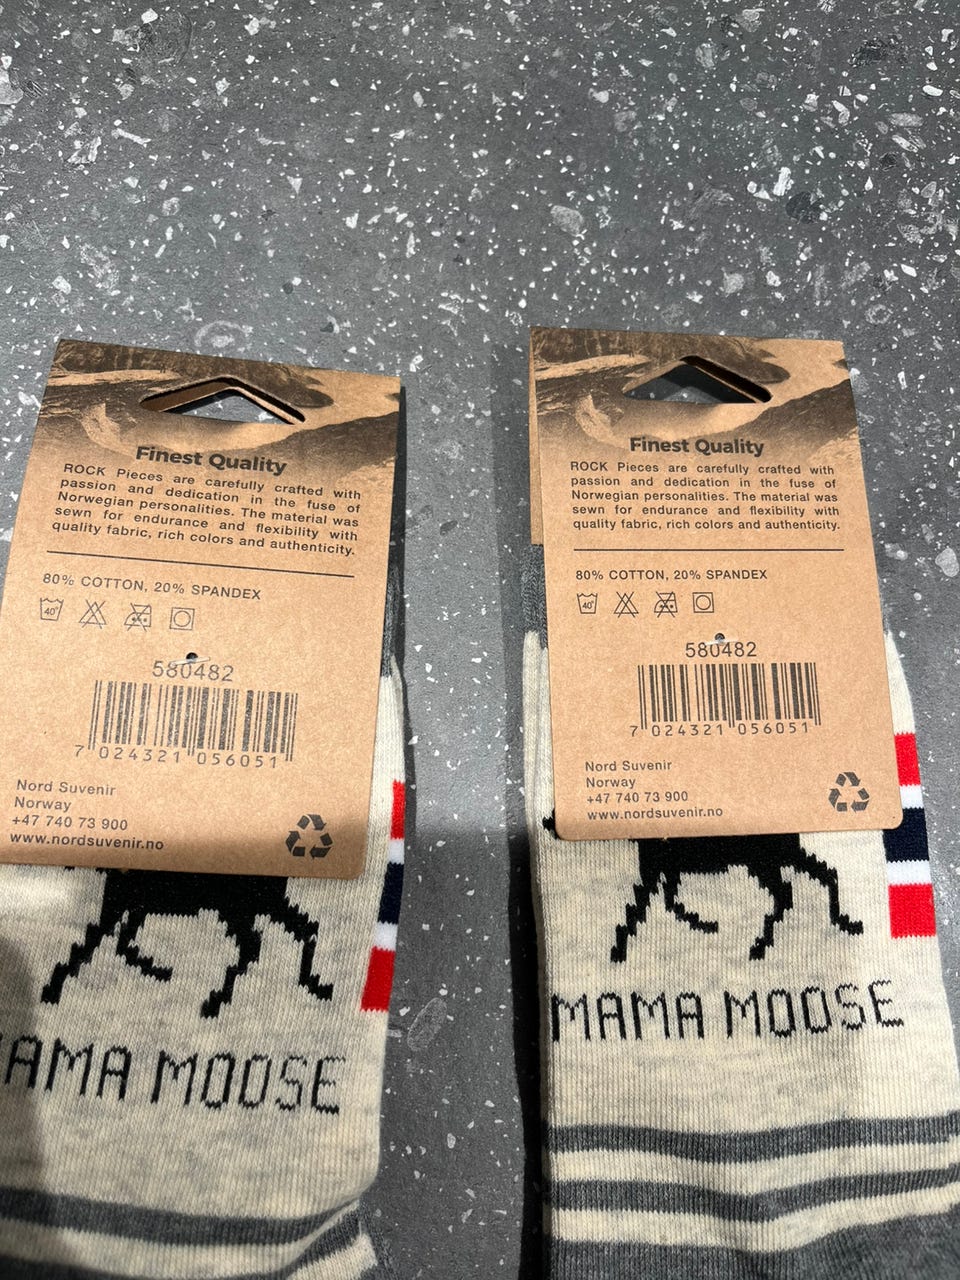 Finest Quality
ROCK Pieces are carefully crafted with
passion and dedication in the fuse of
Norwegian personalities. The material was
sewn for endurance and flexibility with
quality fabric, rich colors and authenticity.
80% COTTON, 20% SPANDEX
40°
580482
7 024321 056051
Nord Suvenir
Norway
+47 740 73 900
www.nordsuvenir.no
MAMA MOOSE
Finest Quality
ROCK Pieces are carefully crafted with
passion and dedication in the fuse of
Norwegian personalities. The material was
sewn for endurance and flexibility with
quality fabric, rich colors and authenticity.
80% COTTON, 20% SPANDEX
40°
580482
7 024321 056051
Nord Suvenir
Norway
+47 740 73 900
www.nordsuvenir.no
MAMA MOOSE